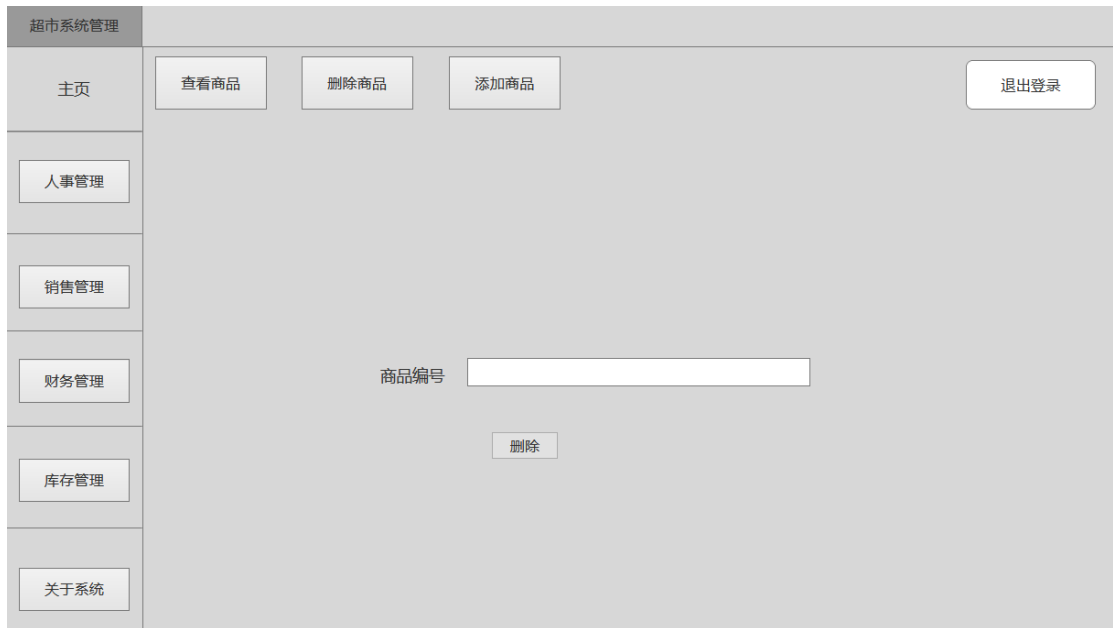 超市系统管理
主页
查看商品
删除商品
添加商品
退出登录
人事管理
销售管理
财务管理
商品编号
删除
库存管理
关于系统